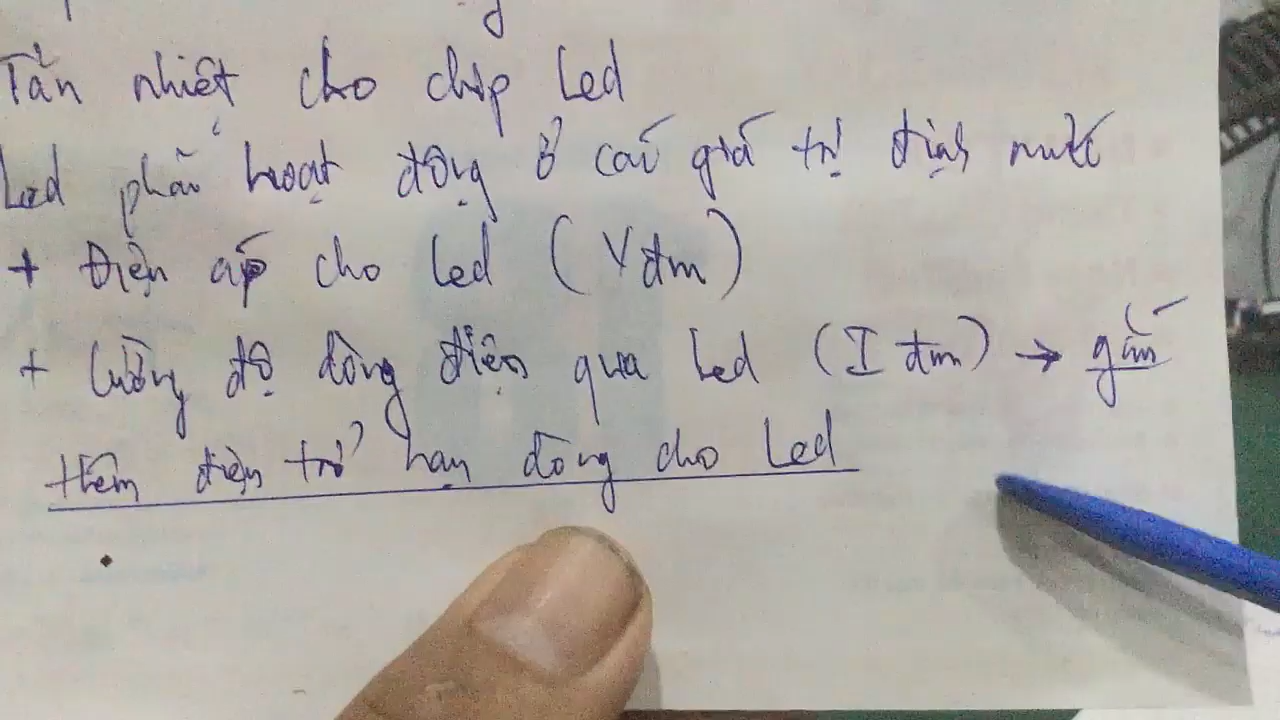 Tản nhiệt cho chip Led
Led phải hoạt động ở các giá trị định mức
+ Điện áp cho led (Vđm)
+ Cường độ dòng điện qua Led (I đm) → gắn
thêm điện trở hạn dòng cho Led